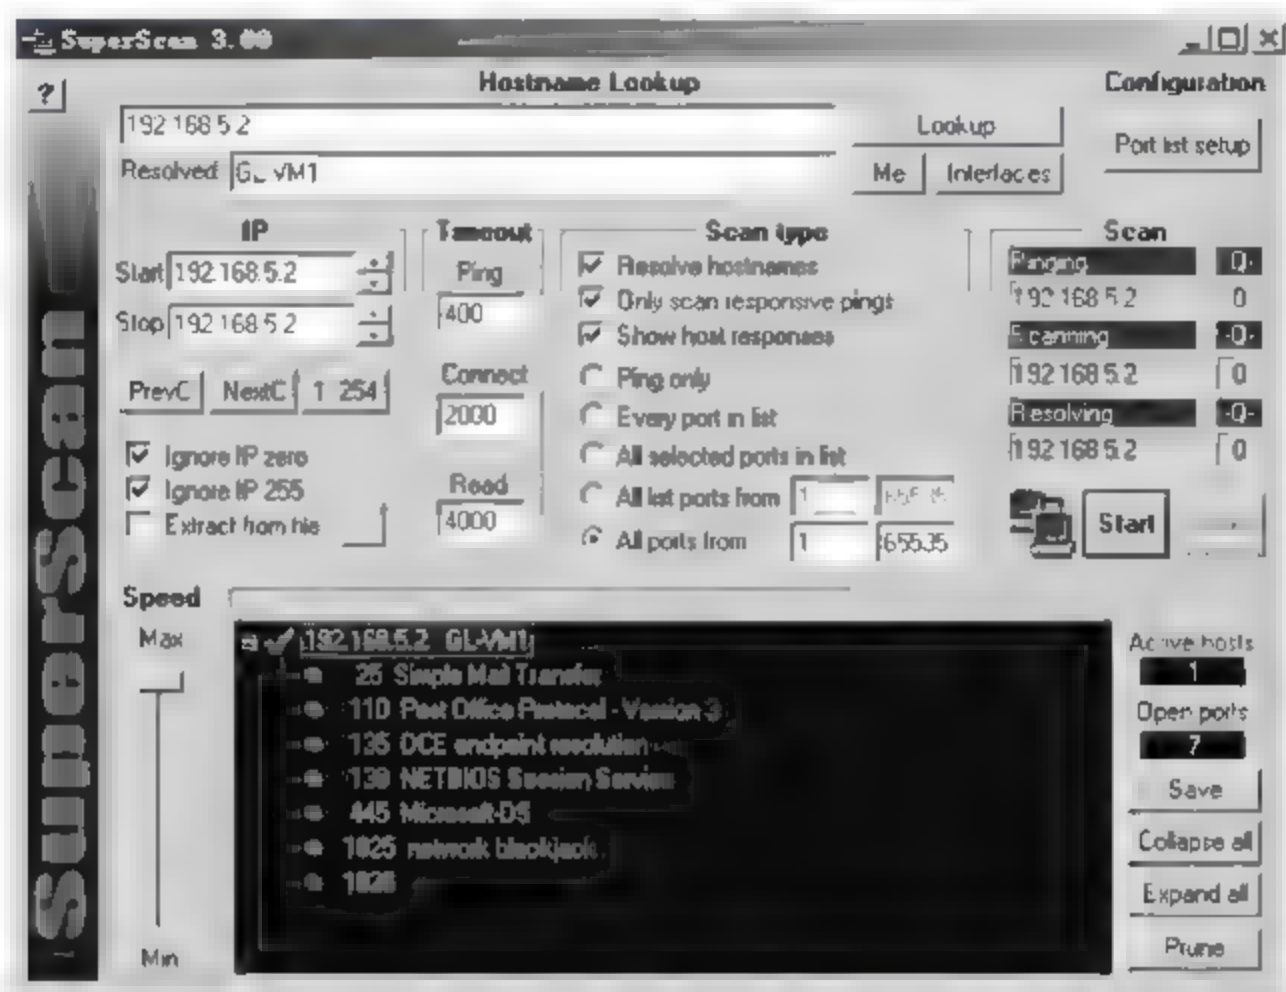 SuperScan 3.00
Hostname Lookup
Configuration
?
192 168 5 2
Lookup
Port list setup
Resolved
GL-VM1
Me
Interfaces
IP
Timeout
Scan type
Scan
Start 192.168.5.2
Stop 192 168 5 2
PrevC
NextC
1 254
Ignore IP zero
Ignore IP 255
Extract from file
Ping
400
Connect
2000
Read
4000
Resolve hostnames
Only scan responsive pings
Show host responses
Ping only
Every port in list
All selected ports in list
All list ports from 1 65535
All ports from 1 65535
Pinging
192 168 5 2 0
Scanning
192 168 5.2 0
Resolving
192 168 5.2 0
Start
SuperScan
Speed
Max
Min
192.168.5.2 GL-VM1
25 Simple Mail Transfer
110 Post Office Protocol - Version 3
135 DCE endpoint resolution
139 NETBIOS Session Service
445 Microsoft-DS
1025 network blackjack
1026
Active hosts
1
Open ports
7
Save
Collapse all
Expand all
Prune